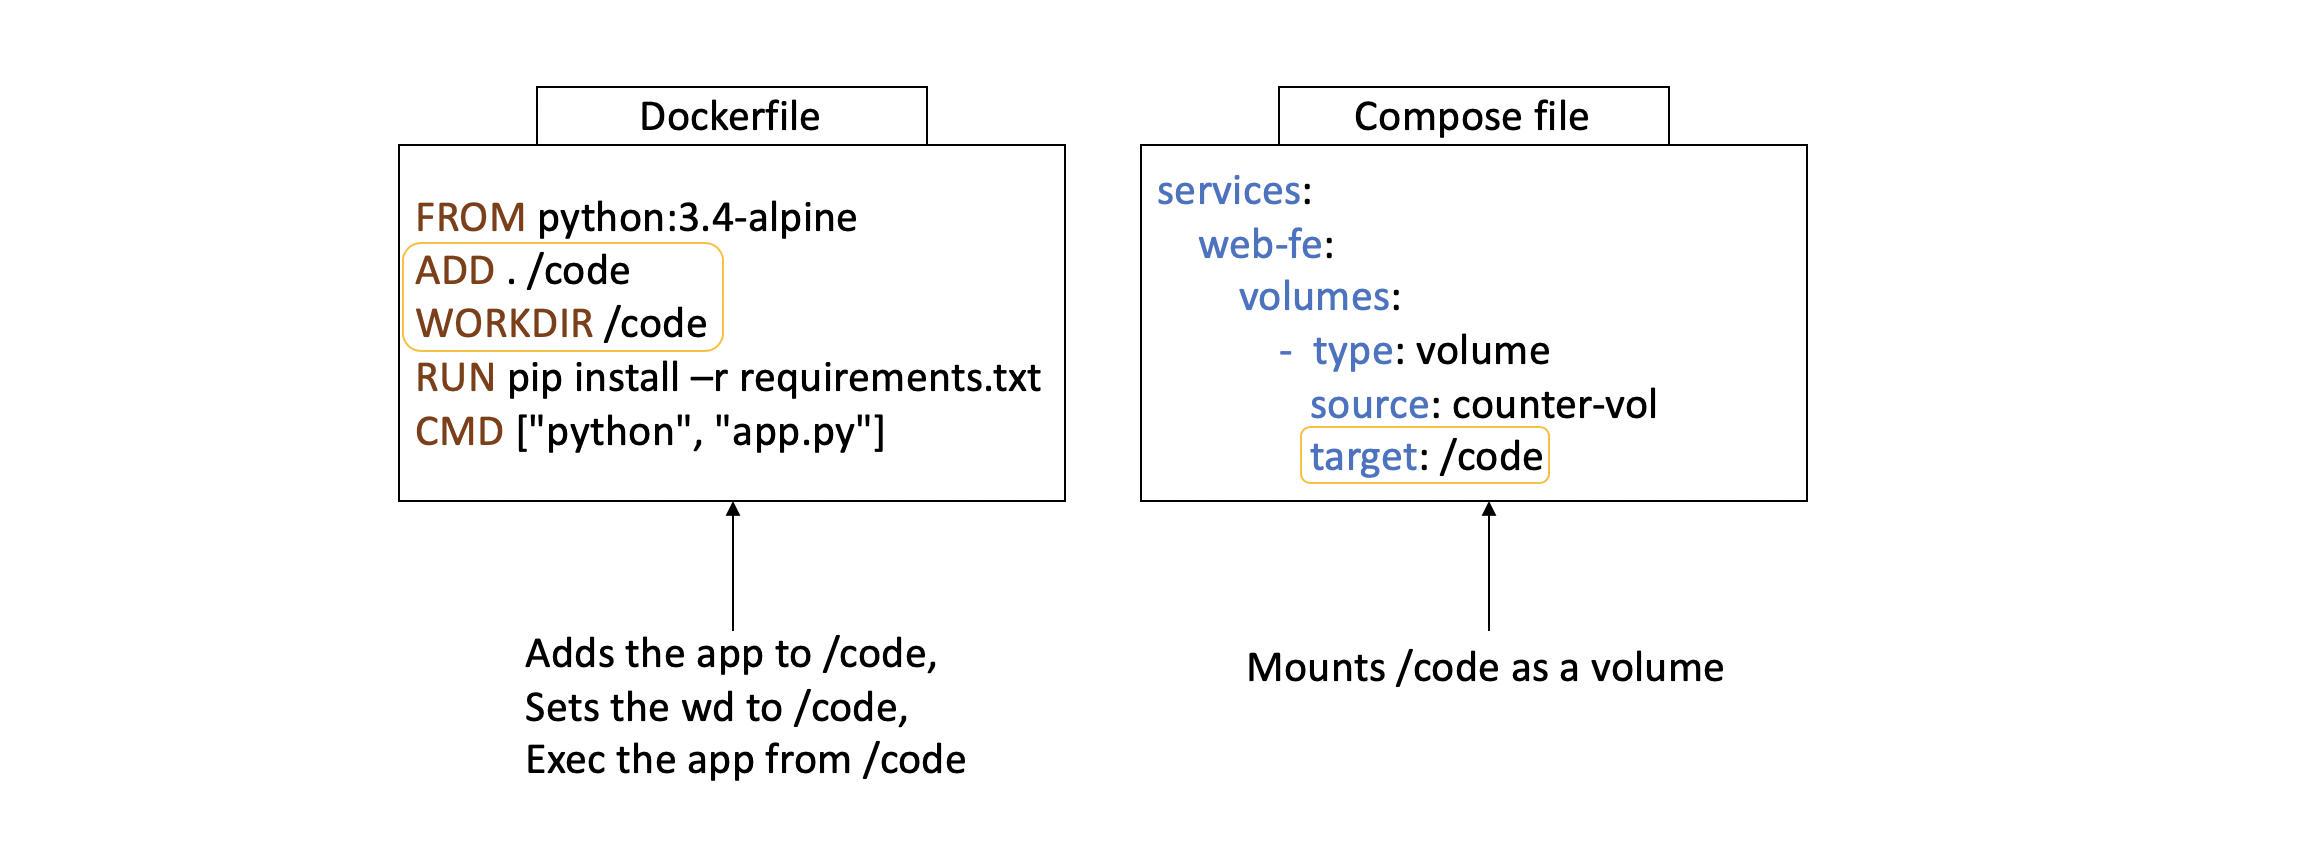 Dockerfile
FROM python:3.4-alpine
ADD . /code
WORKDIR /code
RUN pip install –r requirements.txt
CMD ["python", "app.py"]
Adds the app to /code,
Sets the wd to /code,
Exec the app from /code
Compose file
services:
web-fe:
volumes:
- type: volume
source: counter-vol
target: /code
Mounts /code as a volume